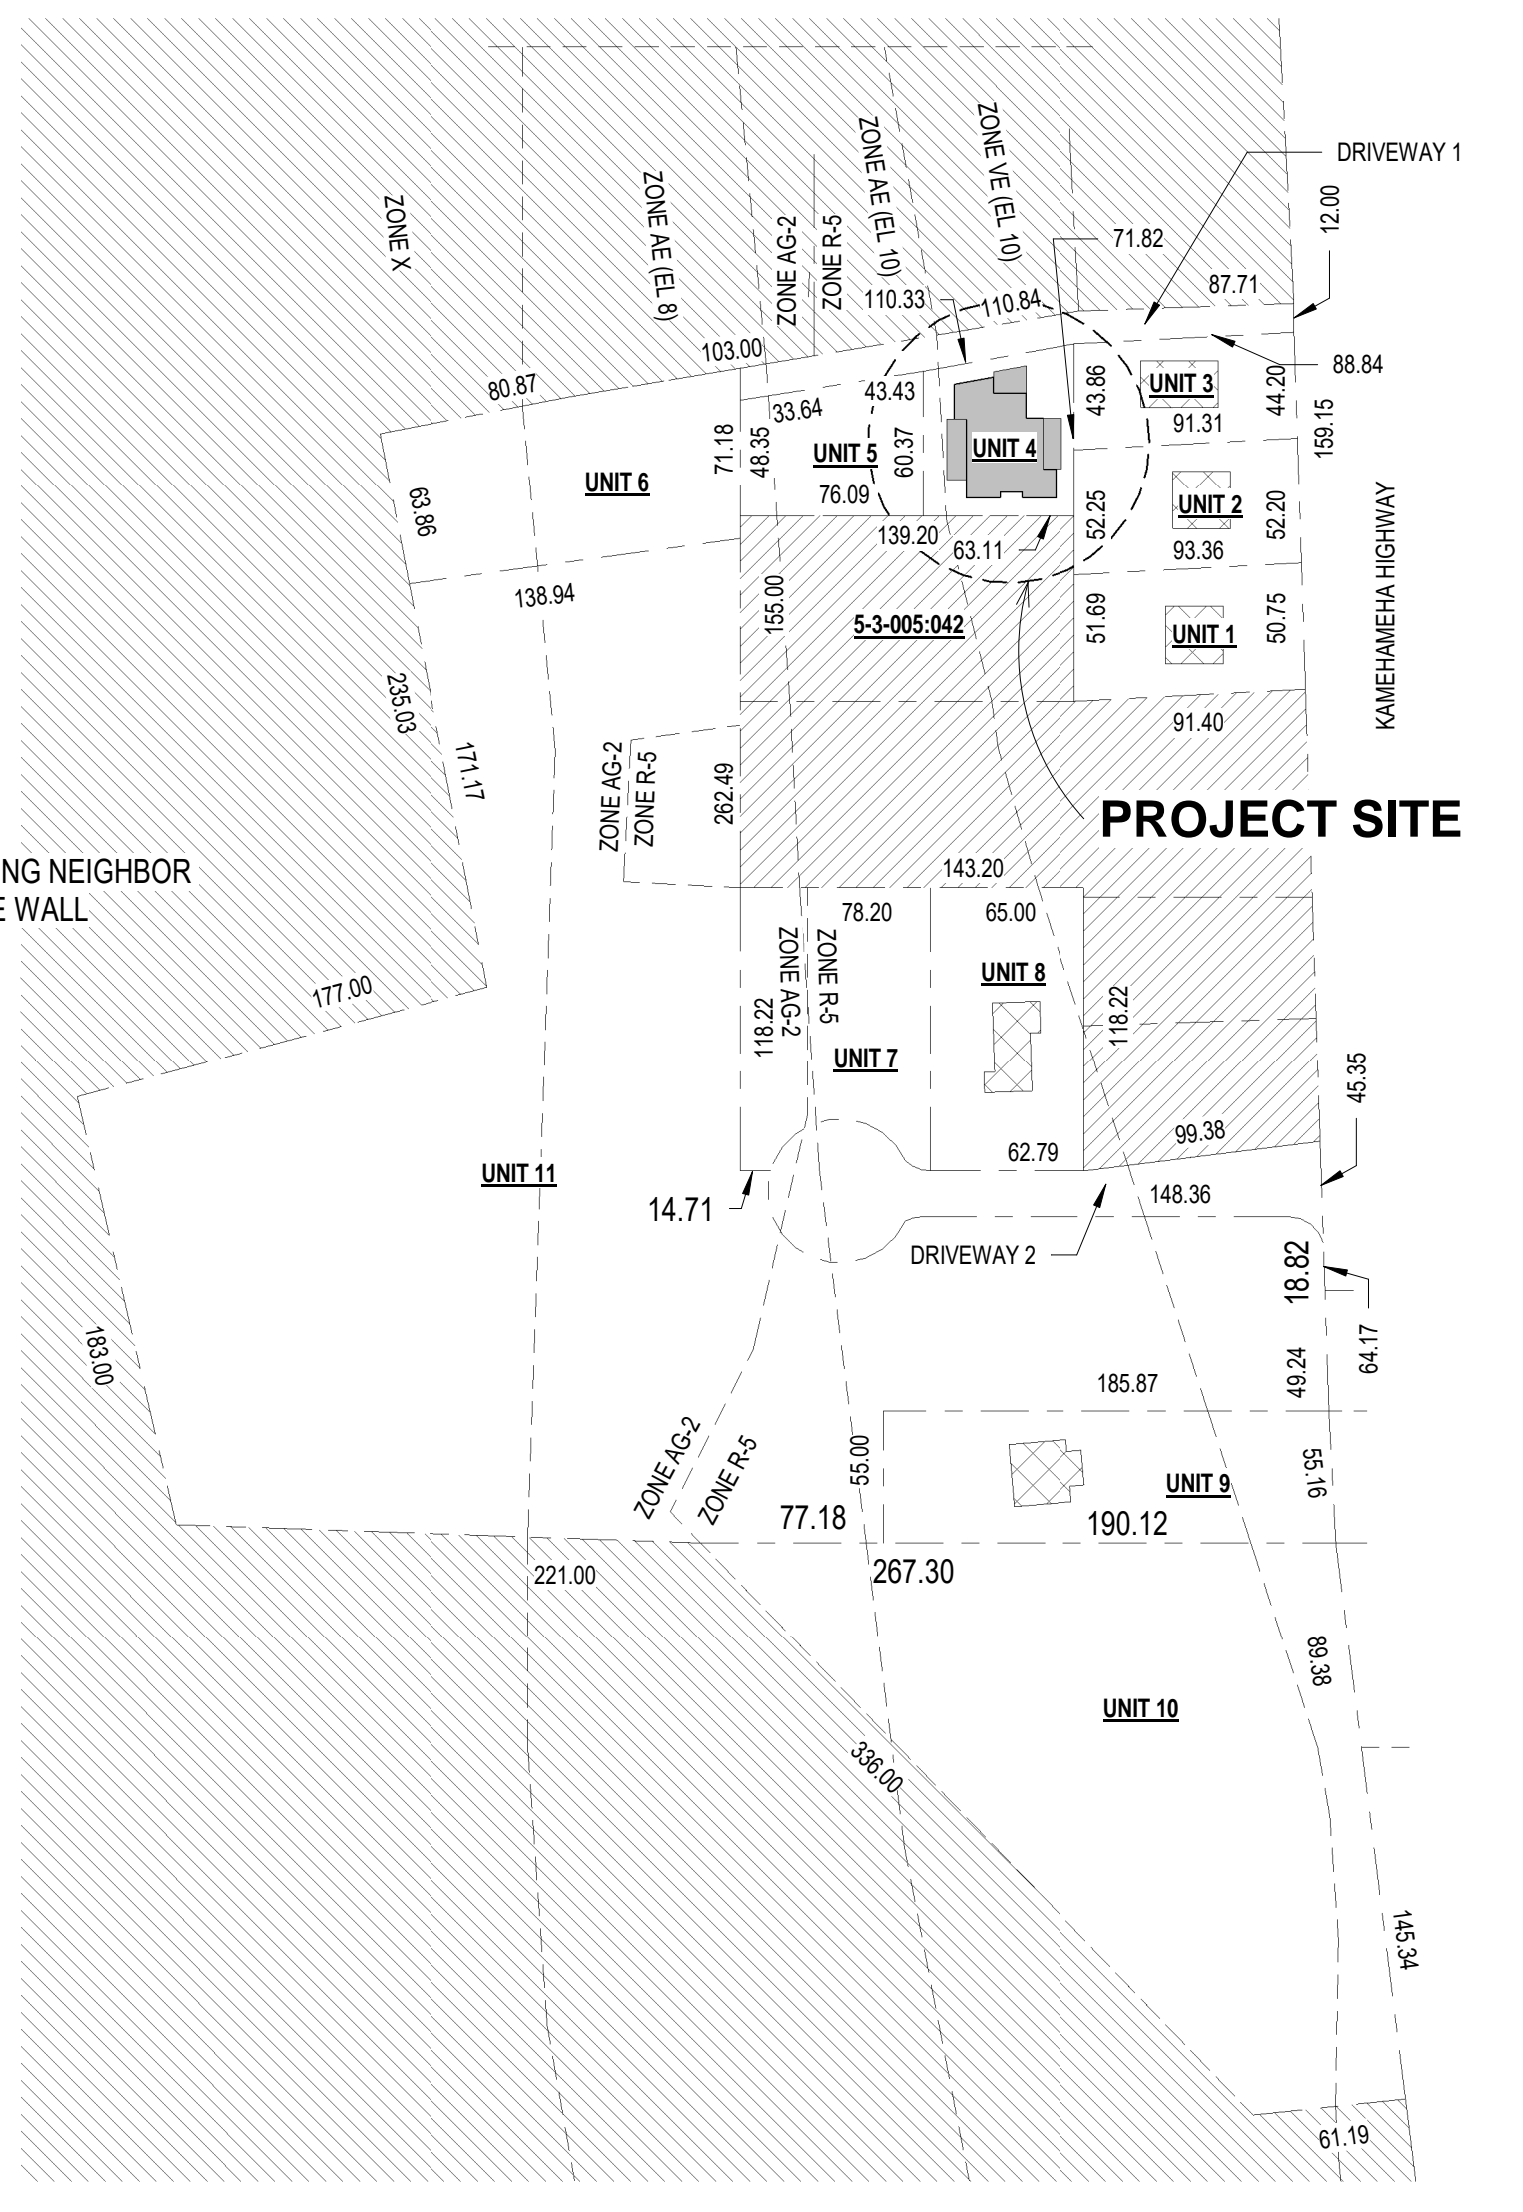 DRIVEWAY 1
12.00
ZONE X
ZONE AE (EL 8)
ZONE AG-2
ZONE R-5
ZONE AE (EL 10)
ZONE VE (EL 10)
71.82
87.71
110.33
110.84
103.00
88.84
80.87
43.43
33.64
43.86
UNIT 3
44.20
91.31
159.15
71.18
48.35
UNIT 5
60.37
UNIT 4
UNIT 6
76.09
63.86
139.20
63.11
52.25
UNIT 2
52.20
93.36
KAMEHAMEHA HIGHWAY
138.94
155.00
5-3-005:042
51.69
UNIT 1
50.75
235.03
171.17
91.40
ZONE AG-2
ZONE R-5
262.49
PROJECT SITE
NG NEIGHBOR
E WALL
143.20
78.20
65.00
177.00
ZONE AG-2
ZONE R-5
UNIT 8
118.22
118.22
UNIT 7
45.35
99.38
62.79
UNIT 11
14.71
148.36
DRIVEWAY 2
18.82
64.17
183.00
49.24
185.87
ZONE AG-2
ZONE R-5
55.00
55.16
UNIT 9
77.18
190.12
221.00
267.30
89.38
UNIT 10
336.00
145.34
61.19